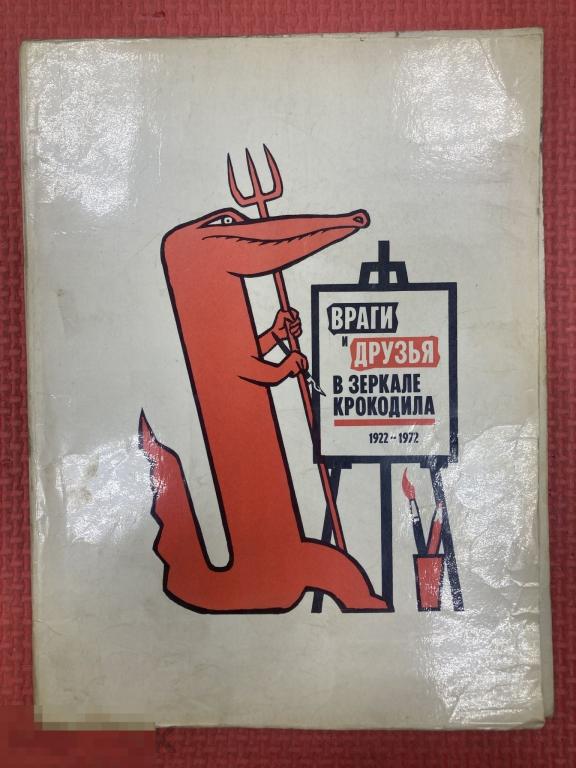 ВРАГИ
И
ДРУЗЬЯ
В ЗЕРКАЛЕ
КРОКОДИЛА
1922–1972